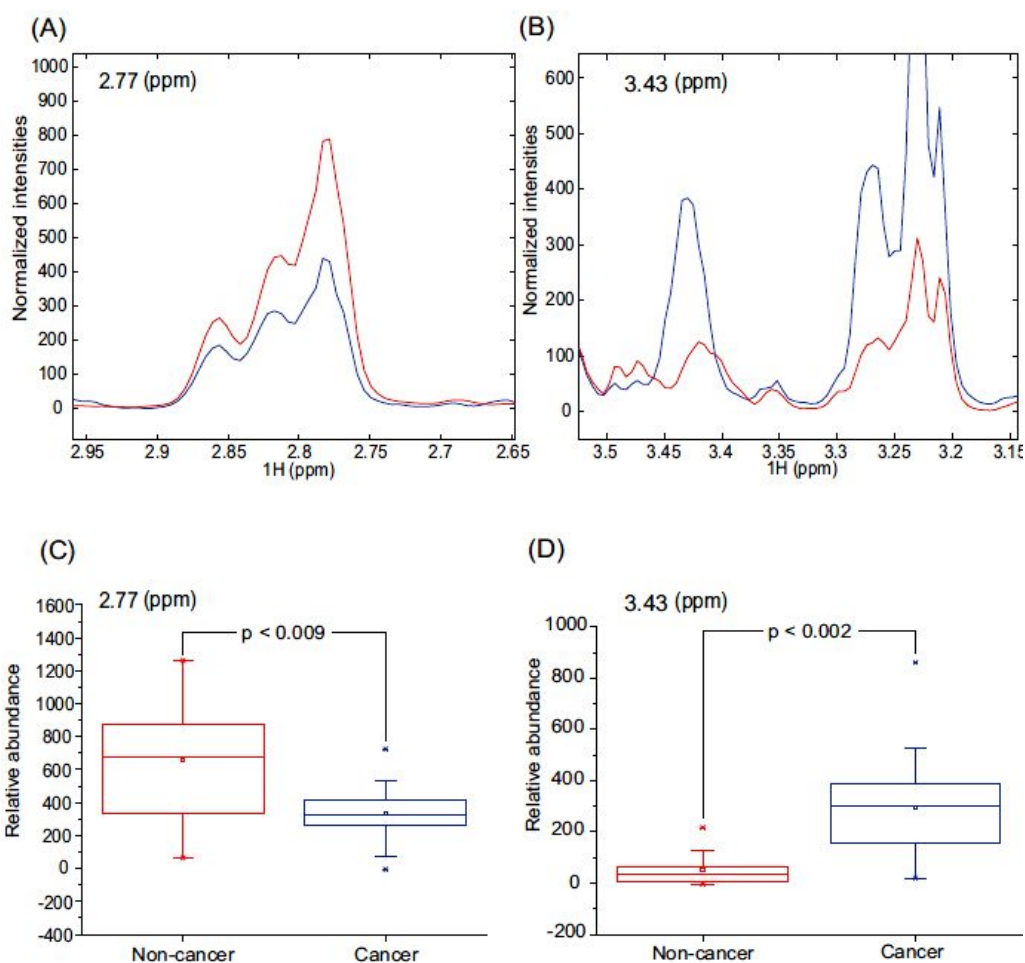 (A)
2.77 (ppm)
Normalized intensities
1000
900
800
700
600
500
400
300
200
100
0
2.95
2.9
2.85
2.8
2.75
2.7
2.65
1H (ppm)
(B)
3.43 (ppm)
Normalized intensities
600
500
400
300
200
100
0
3.5
3.45
3.4
3.35
3.3
3.25
3.2
3.15
1H (ppm)
(C)
2.77 (ppm)
p < 0.009
Relative abundance
1600
1400
1200
1000
800
600
400
200
0
-200
-400
Non-cancer
Cancer
(D)
3.43 (ppm)
p < 0.002
Relative abundance
1000
800
600
400
200
0
-200
Non-cancer
Cancer